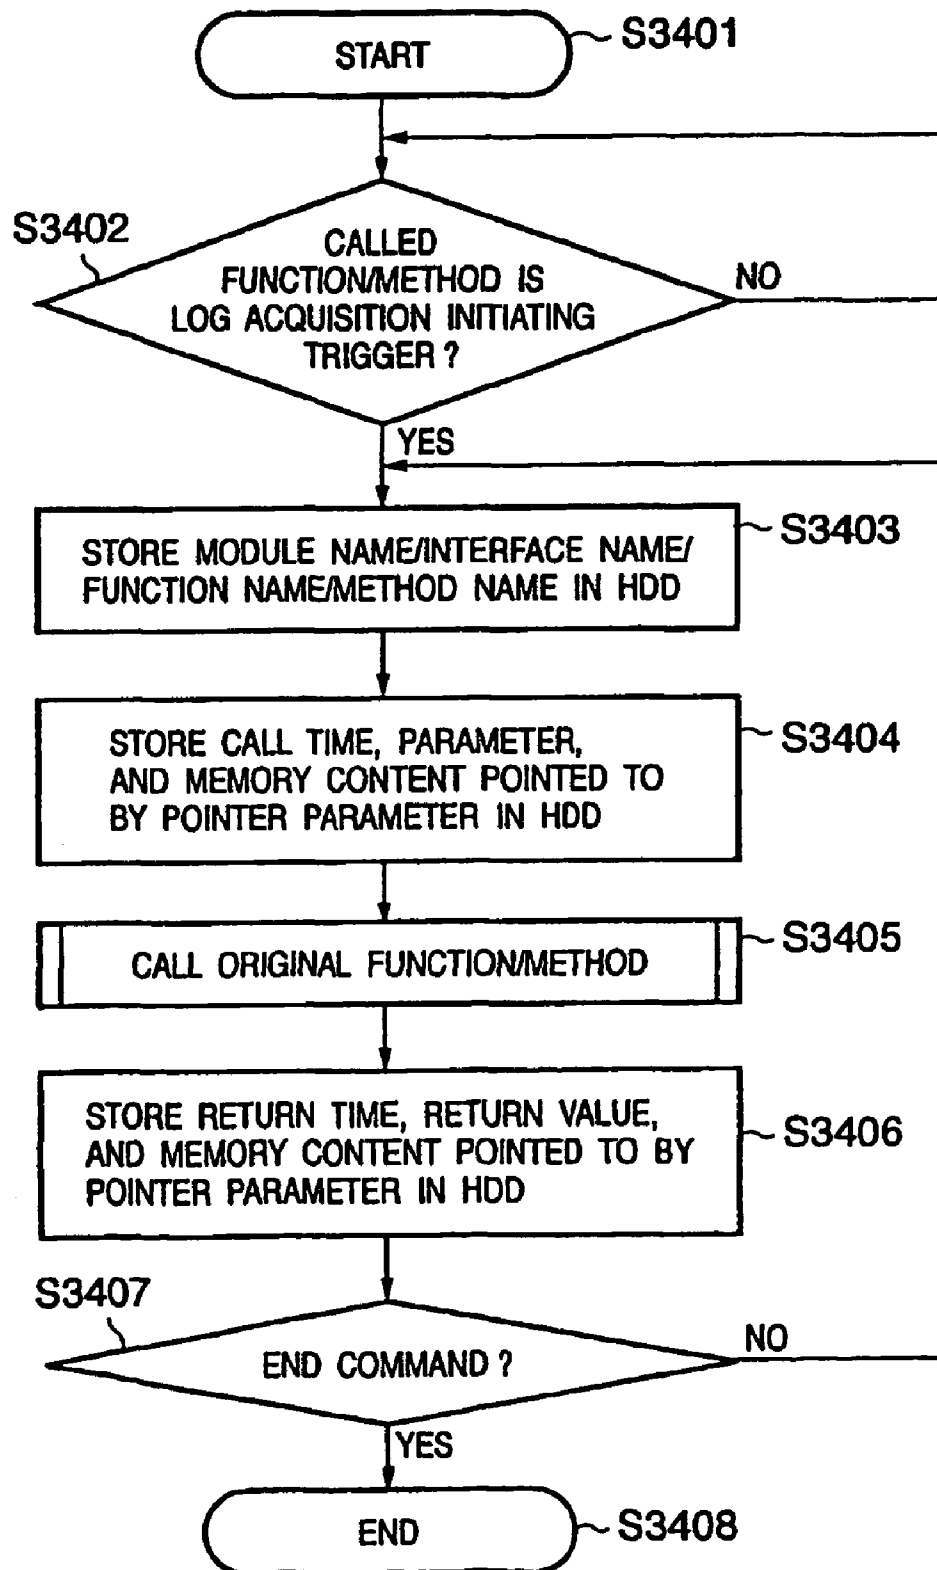 START
S3401
S3402
CALLED
FUNCTION/METHOD IS
LOG ACQUISITION INITIATING
TRIGGER ?
NO
YES
S3403
STORE MODULE NAME/INTERFACE NAME/
FUNCTION NAME/METHOD NAME IN HDD
S3404
STORE CALL TIME, PARAMETER,
AND MEMORY CONTENT POINTED TO
BY POINTER PARAMETER IN HDD
S3405
CALL ORIGINAL FUNCTION/METHOD
S3406
STORE RETURN TIME, RETURN VALUE,
AND MEMORY CONTENT POINTED TO BY
POINTER PARAMETER IN HDD
S3407
END COMMAND ?
NO
YES
END
S3408